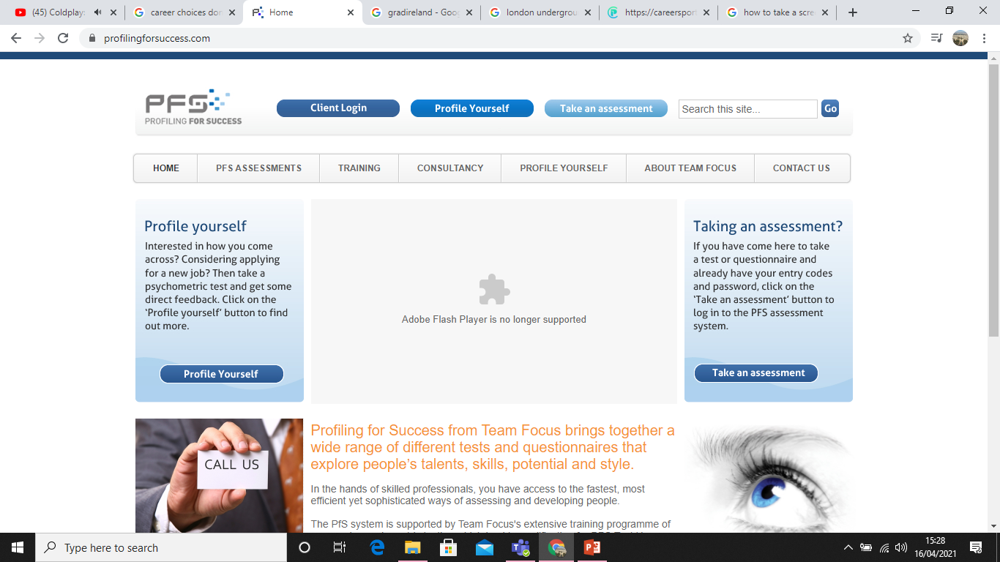 (45) Coldplay:
career choices dor
Home
gradireland - Goo
london undergrou
https://careerspor
how to take a scre
profilingforsuccess.com
PFS
PROFILING FOR SUCCESS
Client Login
Profile Yourself
Take an assessment
Search this site...
Go
HOME
PFS ASSESSMENTS
TRAINING
CONSULTANCY
PROFILE YOURSELF
ABOUT TEAM FOCUS
CONTACT US
Profile yourself
Interested in how you come
across? Considering applying
for a new job? Then take a
psychometric test and get some
direct feedback. Click on the
‘Profile yourself’ button to find
out more.
Profile Yourself
Adobe Flash Player is no longer supported
Taking an assessment?
If you have come here to take
a test or questionnaire and
already have your entry codes
and password, click on the
‘Take an assessment’ button to
log in to the PFS assessment
system.
Take an assessment
CALL US
Profiling for Success from Team Focus brings together a
wide range of different tests and questionnaires that
explore people’s talents, skills, potential and style.
In the hands of skilled professionals, you have access to the fastest, most
efficient yet sophisticated ways of assessing and developing people.
The PfS system is supported by Team Focus's extensive training programme of
Type here to search
15:28
16/04/2021